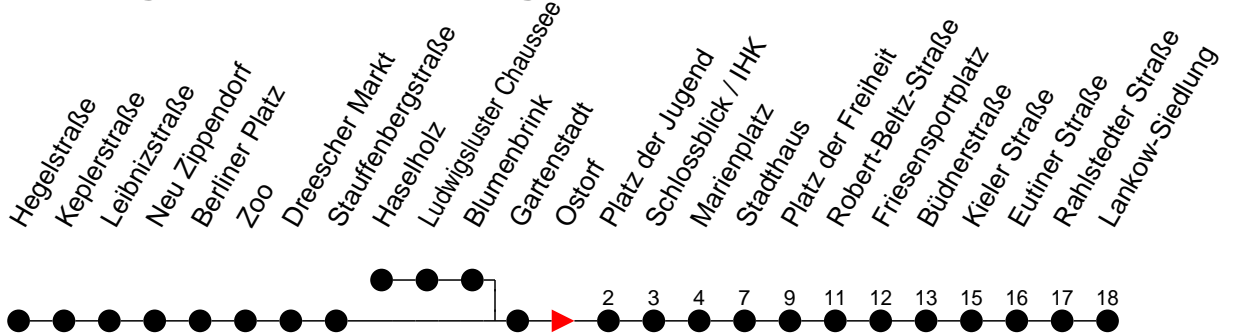 Hegelstraße
Keplerstraße
Leibnizstraße
Neu Zippendorf
Berliner Platz
Zoo
Dreescher Markt
Stauffenbergstraße
Haselholz
Ludwigsluster Chaussee
Blumenbrink
Gartenstadt
Ostorf
Platz der Jugend
Schlossblick / IHK
Marienplatz
Stadthaus
Platz der Freiheit
Robert-Beltz-Straße
Friesensportplatz
Büdnerstraße
Kieler Straße
Eutiner Straße
Rahlstedter Straße
Lankow-Siedlung
2 3 4 7 9 11 12 13 15 16 17 18